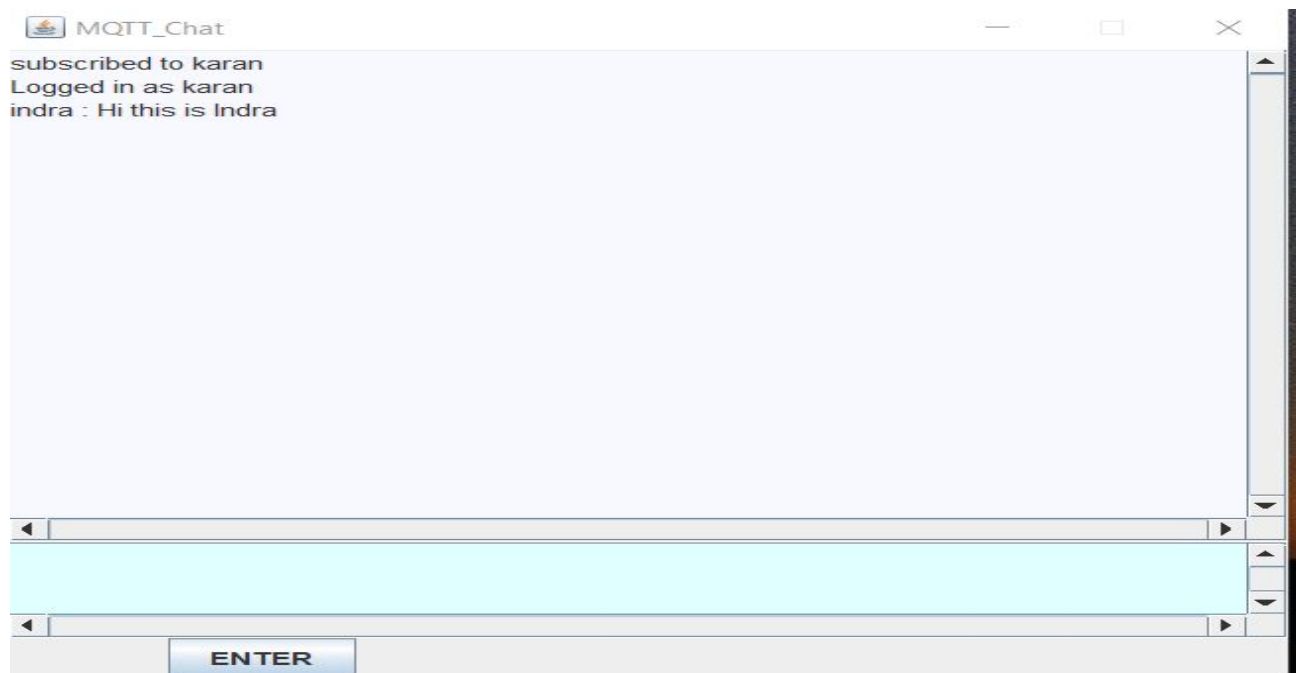 MQTT_Chat
subscribed to karan
Logged in as karan
indra : Hi this is Indra
ENTER